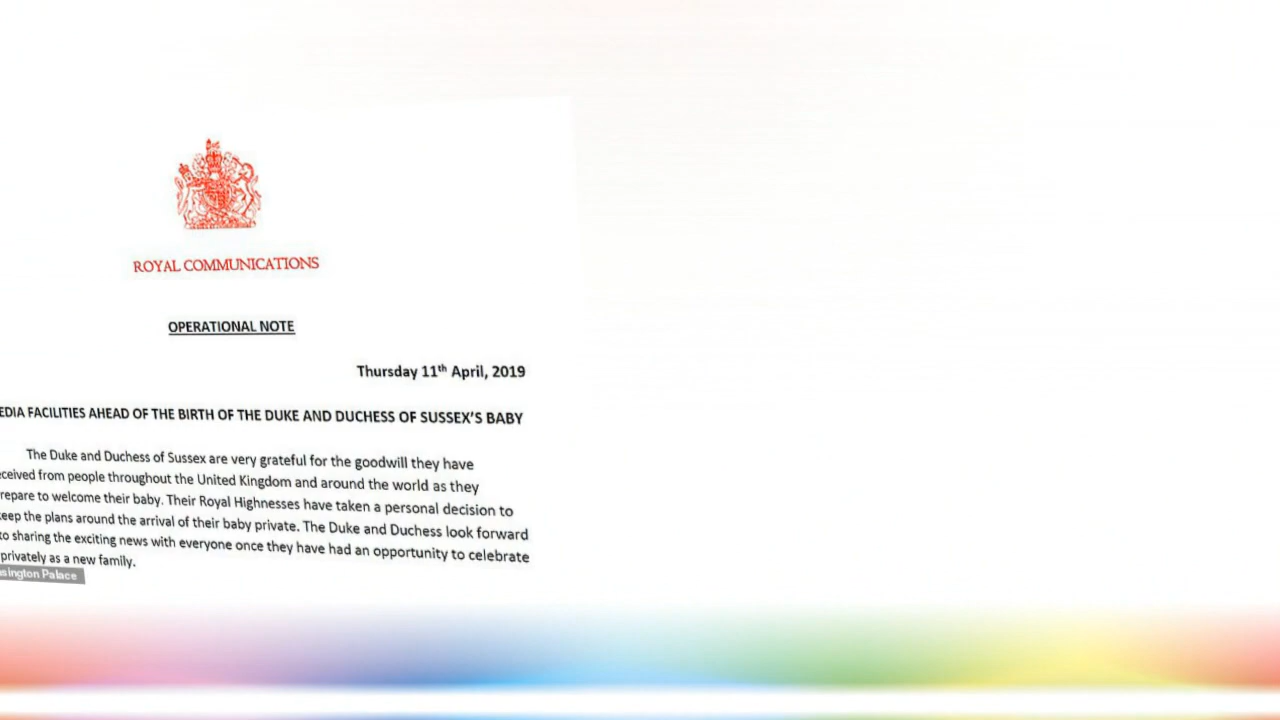 ROYAL COMMUNICATIONS
OPERATIONAL NOTE
Thursday 11th April, 2019
EDIA FACILITIES AHEAD OF THE BIRTH OF THE DUKE AND DUCHESS OF SUSSEX'S BABY
The Duke and Duchess of Sussex are very grateful for the goodwill they have
eceived from people throughout the United Kingdom and around the world as they
repare to welcome their baby. Their Royal Highnesses have taken a personal decision to
keep the plans around the arrival of their baby private. The Duke and Duchess look forward
to sharing the exciting news with everyone once they have had an opportunity to celebrate
privately as a new family.
sington Palace